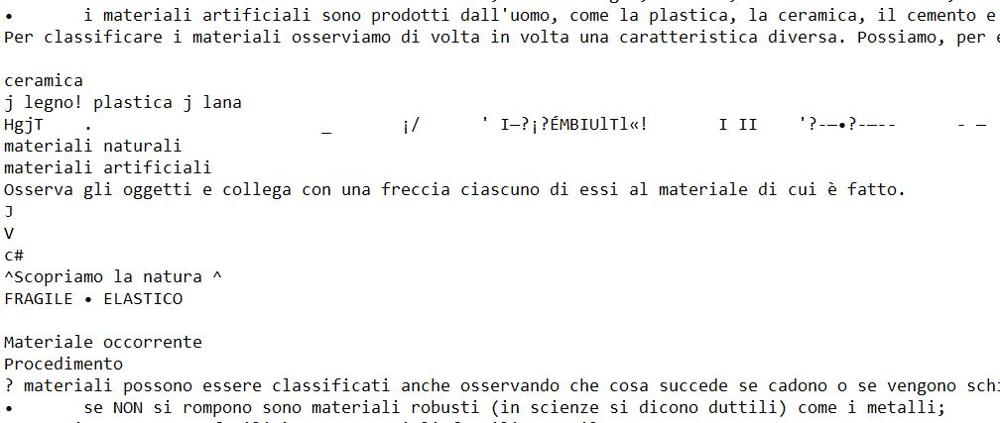 • i materiali artificiali sono prodotti dall'uomo, come la plastica, la ceramica, il cemento e
Per classificare i materiali osserviamo di volta in volta una caratteristica diversa. Possiamo, per
ceramica
j legno! plastica j lana
HgjT . _ ¡/ ' I—?¡?ÉMBIUlTl«! I II '?-—•?-—-- - —
materiali naturali
materiali artificiali
Osserva gli oggetti e collega con una freccia ciascuno di essi al materiale di cui è fatto.
J
V
c#
^Scopriamo la natura ^
FRAGILE • ELASTICO
Materiale occorrente
Procedimento
? materiali possono essere classificati anche osservando che cosa succede se cadono o se vengono
• se NON si rompono sono materiali robusti (in scienze si dicono duttili) come i metalli;